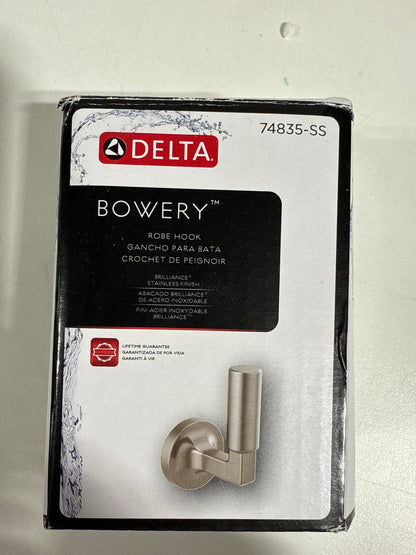 74835-SS
DELTA
BOWERY™
ROBE HOOK
GANCHO PARA BATA
CROCHET DE PEIGNOIR
BRILLIANCE®
STAINLESS FINISH
ABACADO BRILLIANCE®
DE ACERO INOXIDABLE
FINI ACIER INOXYDABLE
BRILLIANCE™
LIFETIME GUARANTEE
GARANTIZADA DE POR VIDA
GARANTI À VIE